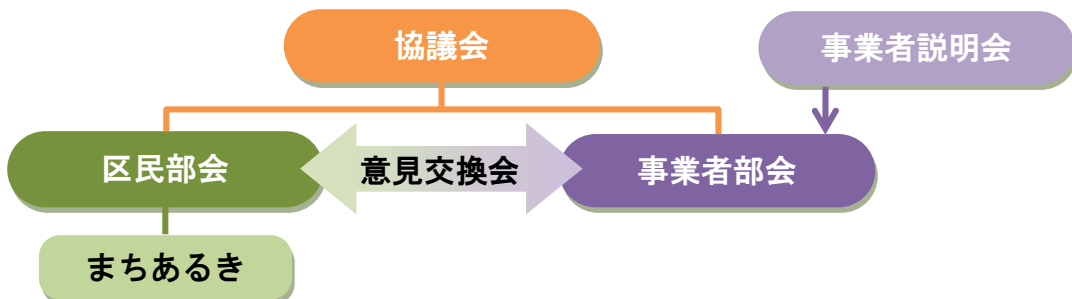 協議会
事業者説明会
区民部会
意見交換会
事業者部会
まちあるき